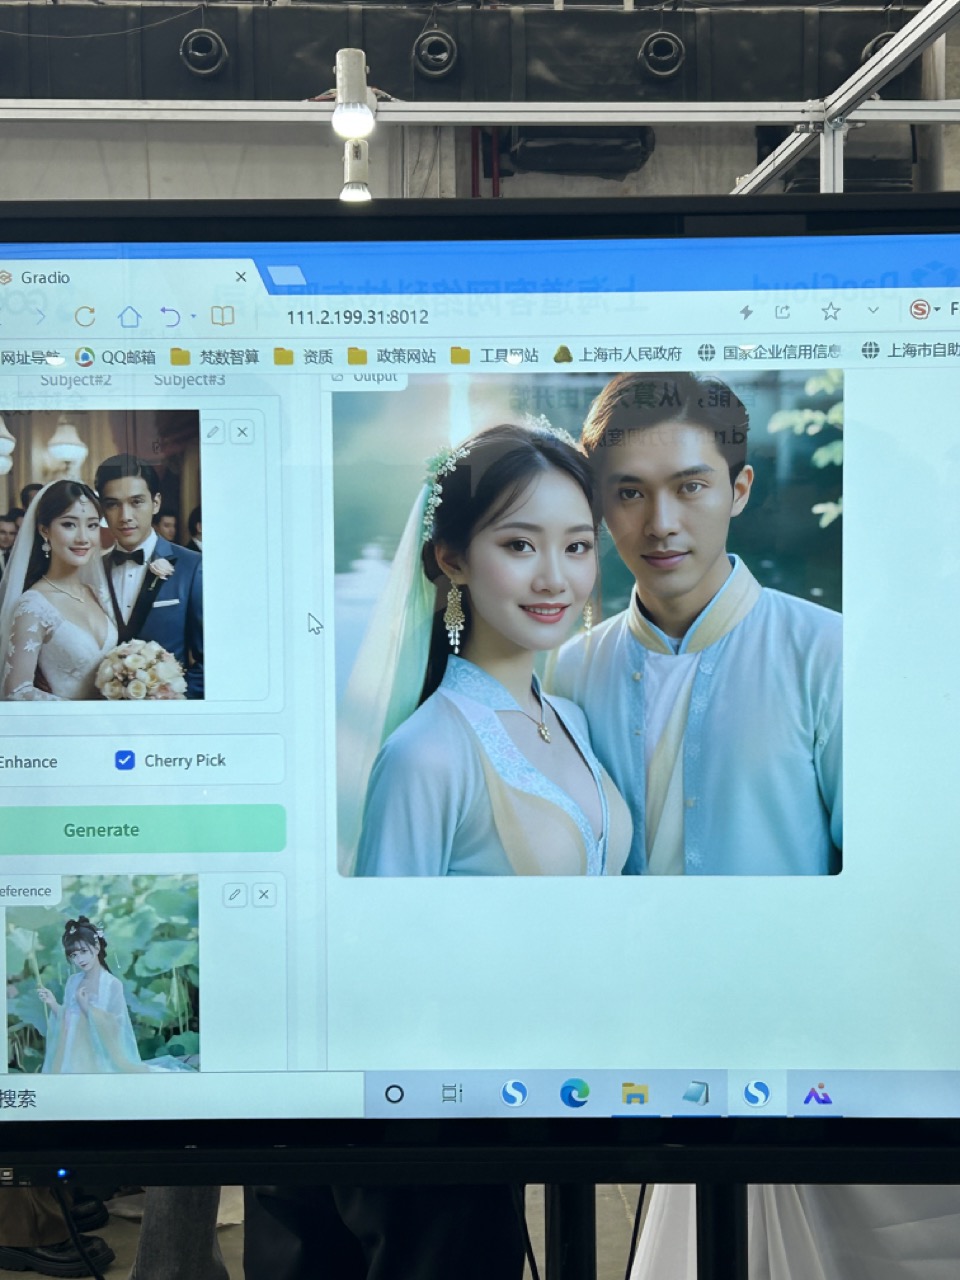 Gradio
111.2.199.31:8012
网址导航 QQ邮箱 梵数智算 资质 政策网站 工具网站 上海市人民政府 国家企业信用信息 上海市自助
Subject#2 Subject#3
Output
Enhance Cherry Pick
Generate
eference
搜索